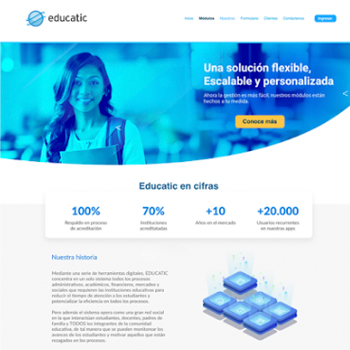 educatic
Inicio Módulos Nosotros Formulario Clientes Contáctanos Ingresar
Una solución flexible,
Escalable y personalizada
Ahora la gestión es más fácil, nuestros módulos están
hechos a tu medida.
Conoce más
Educatic en cifras
100% 70% +10 +20.000
Respaldo en proceso Instituciones Años en el mercado Usuarios recurrentes
de acreditación acreditadas en nuestras apps
Nuestra historia
Mediante una serie de herramientas digitales, EDUCATIC
concentra en un solo sistema todos los procesos
administrativos, académicos, financieros, mercadeo y
sociales que requieren las instituciones educativas para
reducir el tiempo de atención a los estudiantes y
potencializar la eficiencia en todos los procesos.
Pero además el sistema opera como una gran red social
en la que interactúan estudiantes, docentes, padres de
familia y TODOS los integrantes de la comunidad
educativa, de tal manera que se pueden monitorear los
avances de los estudiantes y motivar aquellos que están
rezagados en los procesos.